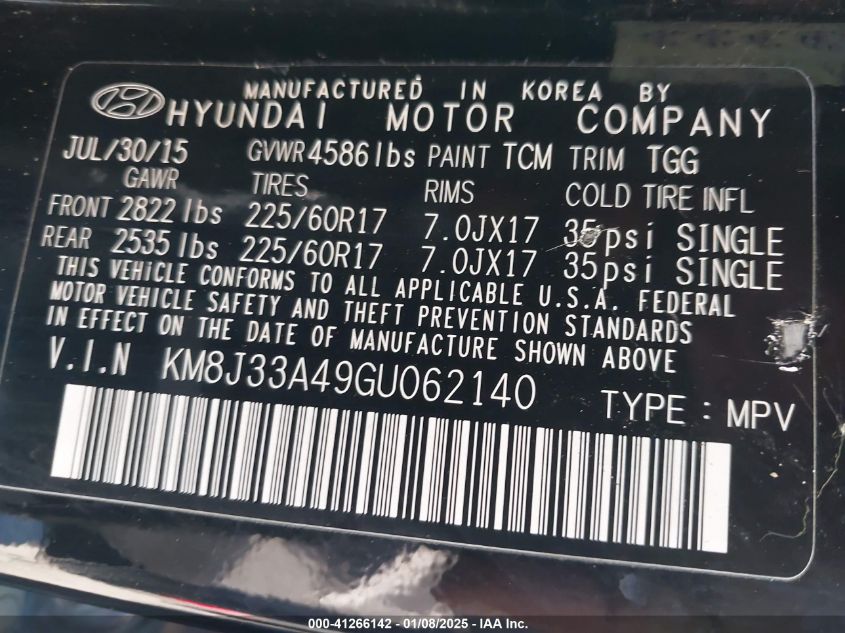 MANUFACTURED IN KOREA BY
HYUNDAI MOTOR COMPANY
JUL/30/15 GVWR 4586 lbs PAINT TCM TRIM TGG
GAWR TIRES RIMS COLD TIRE INFL
FRONT 2822 lbs 225/60R17 7.0JX17 35psi SINGLE
REAR 2535 lbs 225/60R17 7.0JX17 35psi SINGLE
THIS VEHICLE CONFORMS TO ALL APPLICABLE U.S.A. FEDERAL
MOTOR VEHICLE SAFETY AND THEFT PREVENTION STANDARDS
IN EFFECT ON THE DATE OF MANUFACTURE SHOWN ABOVE
V.I.N KM8J33A49GU062140 TYPE : MPV
000-41266142 - 01/08/2025 - IAA Inc.